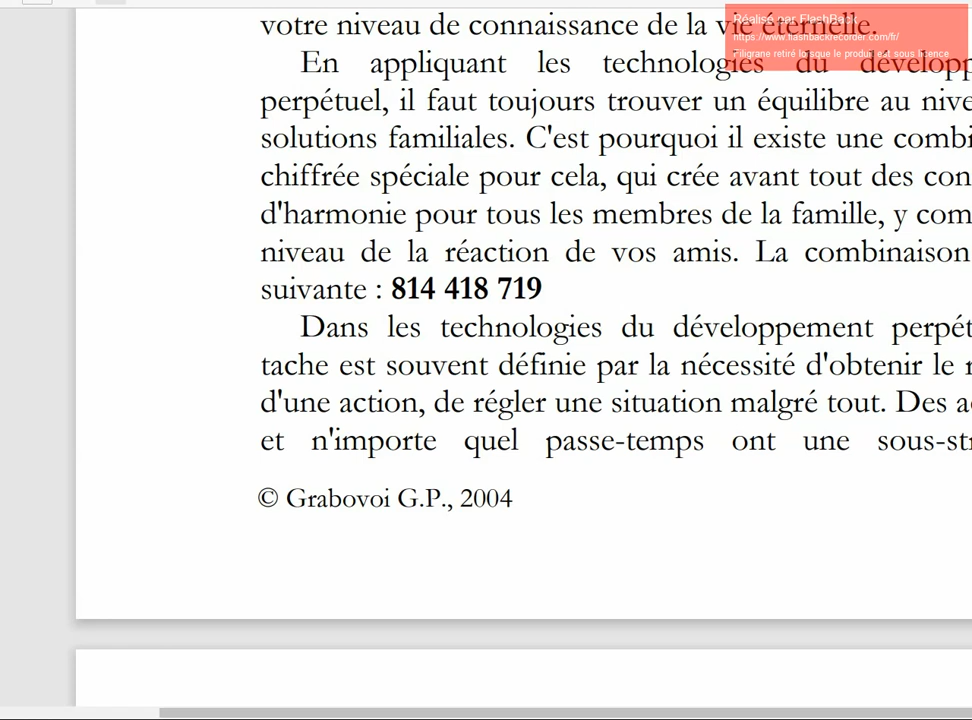 votre niveau de connaissance de la vie éternelle.
Réalisé par FlashBack
https://www.flashbackrecorder.com/fr/
Filigrane retiré lorsque le produit est sous licence
En appliquant les technologies du dévelop
perpétuel, il faut toujours trouver un équilibre au nive
solutions familiales. C'est pourquoi il existe une combi
chiffrée spéciale pour cela, qui crée avant tout des con
d'harmonie pour tous les membres de la famille, y com
niveau de la réaction de vos amis. La combinaison
suivante : 814 418 719
Dans les technologies du développement perpét
tache est souvent définie par la nécessité d'obtenir le r
d'une action, de régler une situation malgré tout. Des a
et n'importe quel passe-temps ont une sous-str
© Grabovoi G.P., 2004